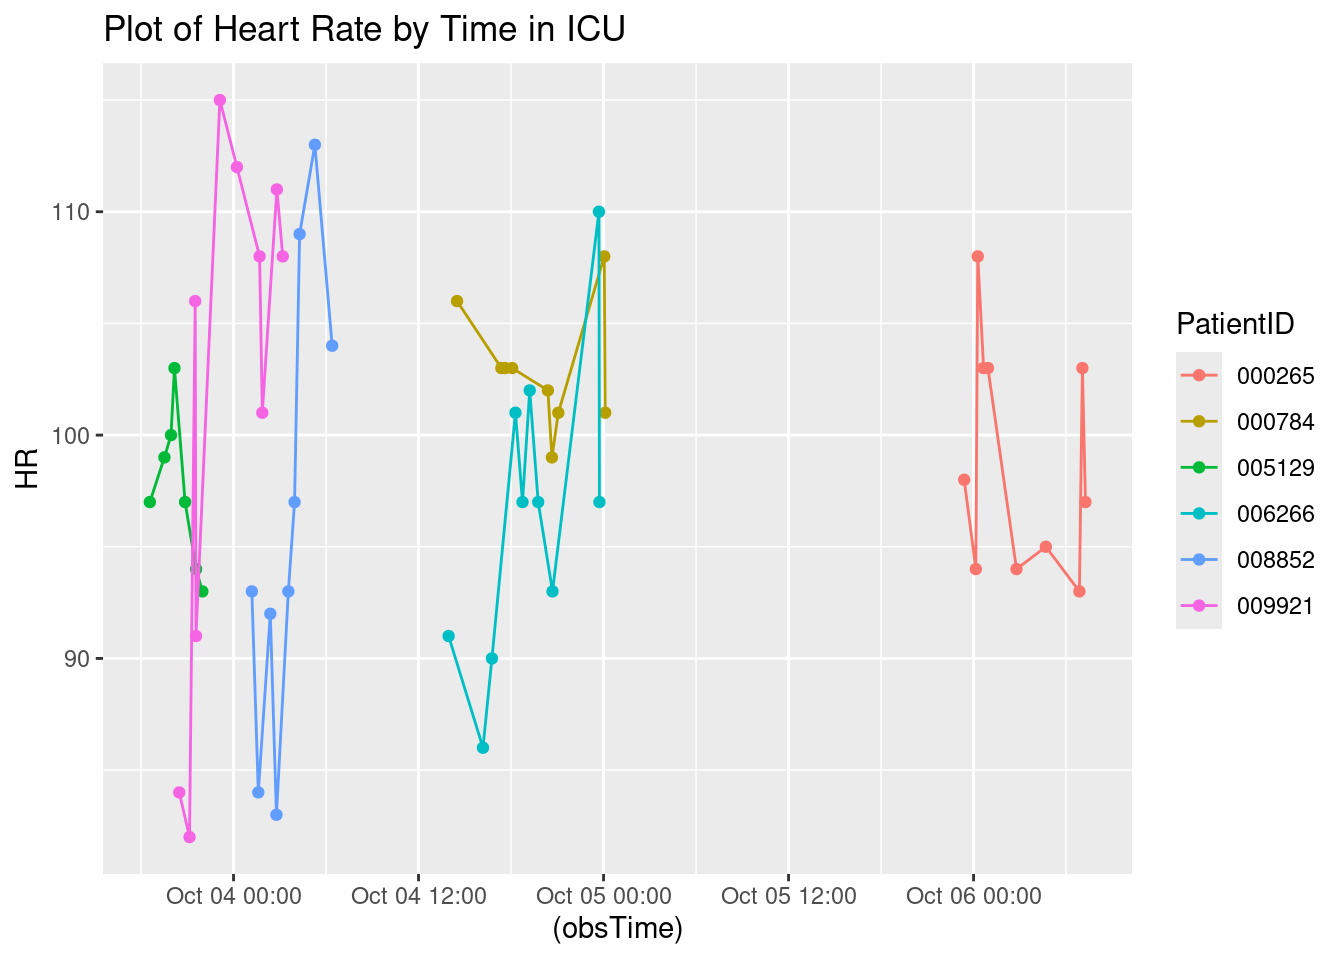 Plot of Heart Rate by Time in ICU
HR
110
100
90
Oct 04 00:00
Oct 04 12:00
Oct 05 00:00
Oct 05 12:00
Oct 06 00:00
(obsTime)
PatientID
000265
000784
005129
006266
008852
009921